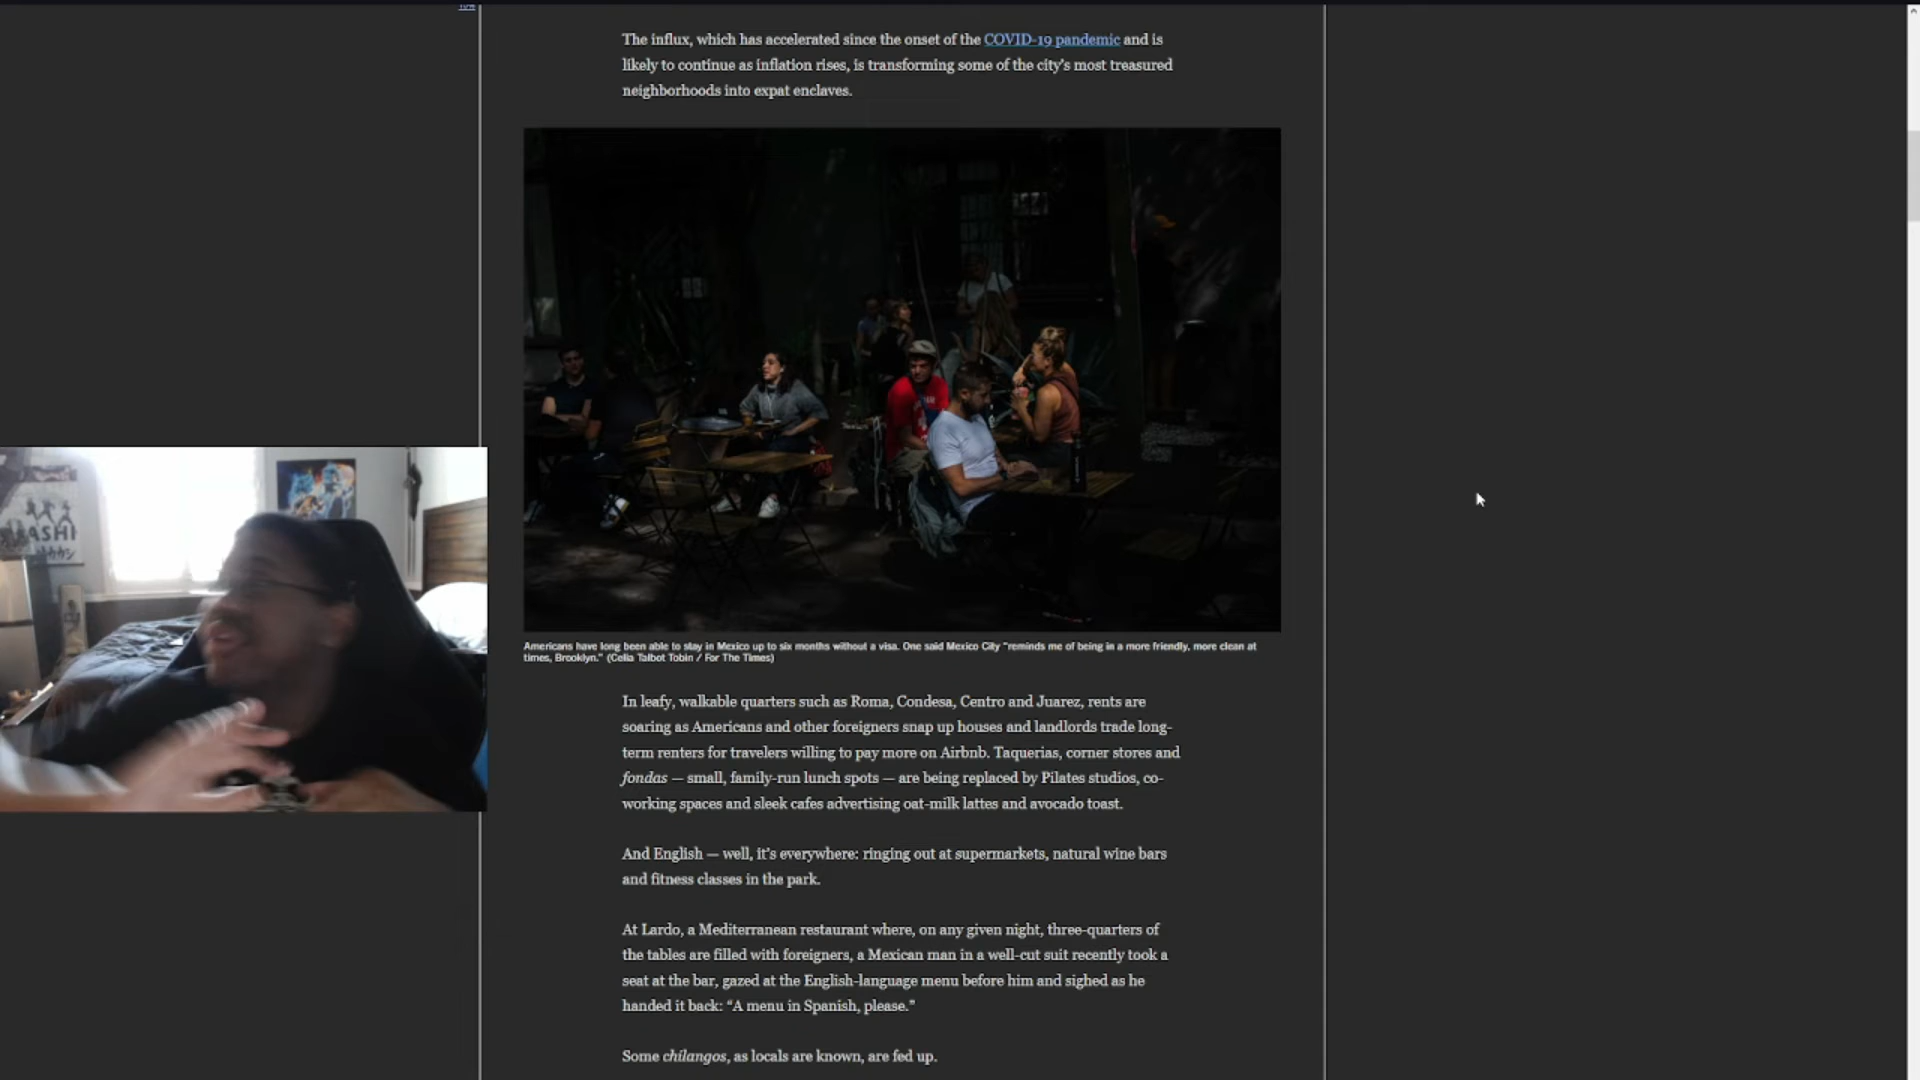 The influx, which has accelerated since the onset of the COVID-19 pandemic and is
likely to continue as inflation rises, is transforming some of the city's most treasured
neighborhoods into expat enclaves.
ASHI
Americans have long been able to stay in Mexico up to six months without a visa. One said Mexico City "reminds me of being in a more friendly, more clean at
times, Brooklyn." (Celia Talbot Tobin / For The Times)
In leafy, walkable quarters such as Roma, Condesa, Centro and Juarez, rents are
soaring as Americans and other foreigners snap up houses and landlords trade long-
term renters for travelers willing to pay more on Airbnb. Taquerias, corner stores and
fondas — small, family-run lunch spots — are being replaced by Pilates studios, co-
working spaces and sleek cafes advertising oat-milk lattes and avocado toast.
And English — well, it's everywhere: ringing out at supermarkets, natural wine bars
and fitness classes in the park.
At Lardo, a Mediterranean restaurant where, on any given night, three-quarters of
the tables are filled with foreigners, a Mexican man in a well-cut suit recently took a
seat at the bar, gazed at the English-language menu before him and sighed as he
handed it back: “A menu in Spanish, please.”
Some chilangos, as locals are known, are fed up.